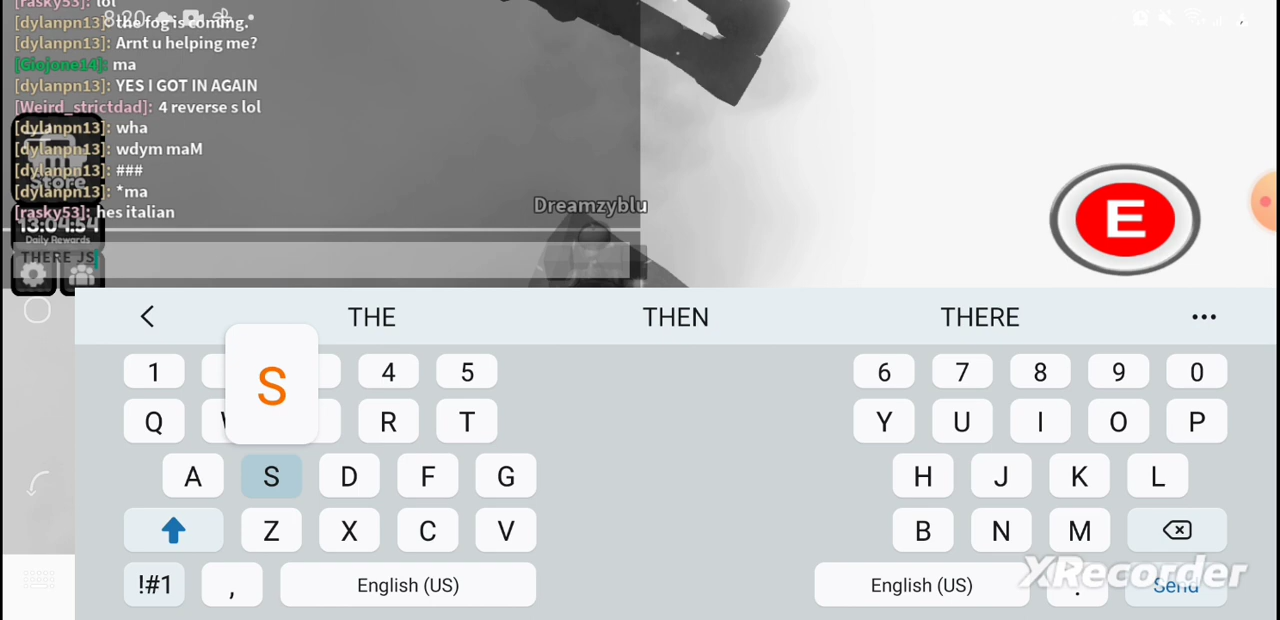 [rasky53]: lol
8:20
[dylanpn13]: the fog is coming.
[dylanpn13]: Arnt u helping me?
[Giojone14]: ma
[dylanpn13]: YES I GOT IN AGAIN
[Weird_strictdad]: 4 reverse s lol
[dylanpn13]: wha
[dylanpn13]: wdym maM
[dylanpn13]: ###
Store
[dylanpn13]: *ma
[rasky53]: hes italian
Dreamzyblu
E
13:04:54
Daily Rewards
THERE JS
THE THEN THERE
S
1 4 5 6 7 8 9 0
Q R T Y U I O P
A S D F G H J K L
Z X C V B N M
!#1 , English (US) English (US) . Send
XRecorder